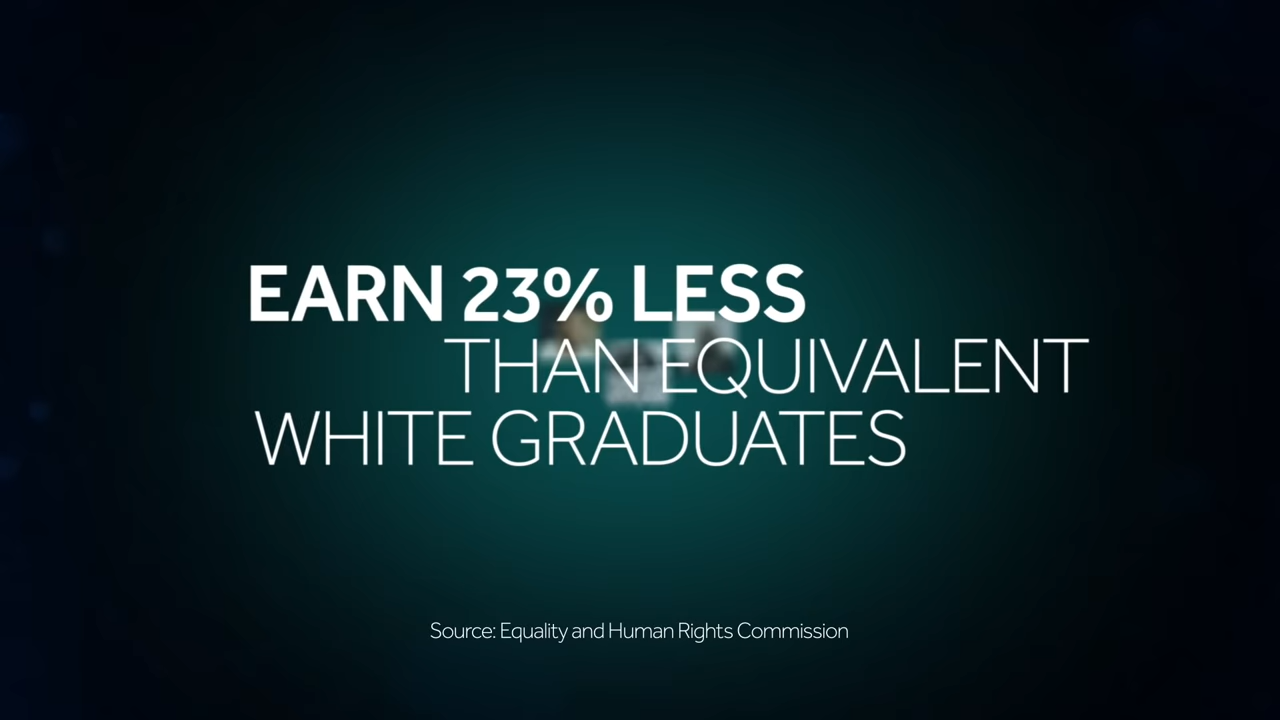 EARN 23% LESS
THAN EQUIVALENT
WHITE GRADUATES
Source: Equality and Human Rights Commission